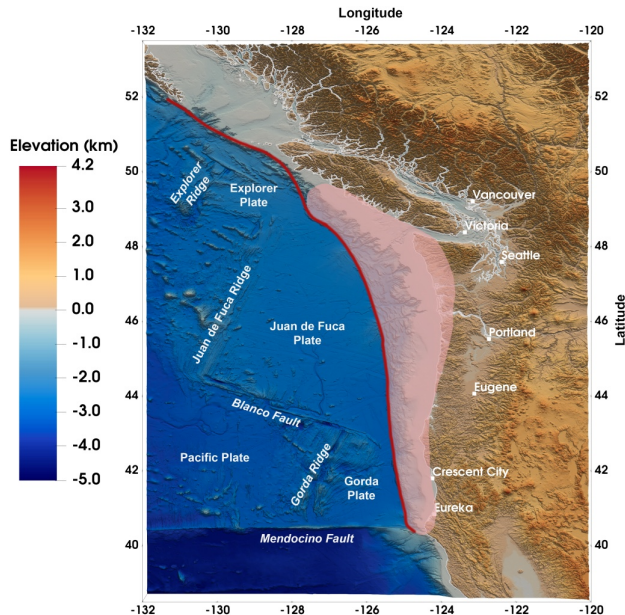 Longitude
-132 -130 -128 -126 -124 -122 -120
Elevation (km)
4.2
3.0
2.0
1.0
0.0
-1.0
-2.0
-3.0
-4.0
-5.0
52
50
48
46
44
42
40
Explorer
Ridge
Explorer
Plate
Vancouver
Victoria
Seattle
Juan de Fuca Ridge
Juan de Fuca
Plate
Portland
Eugene
Blanco Fault
Pacific Plate
Gorda Ridge
Gorda
Plate
Crescent City
Eureka
Mendocino Fault
52
50
48
46
44
42
40
Latitude
-132 -130 -128 -126 -124 -122 -120